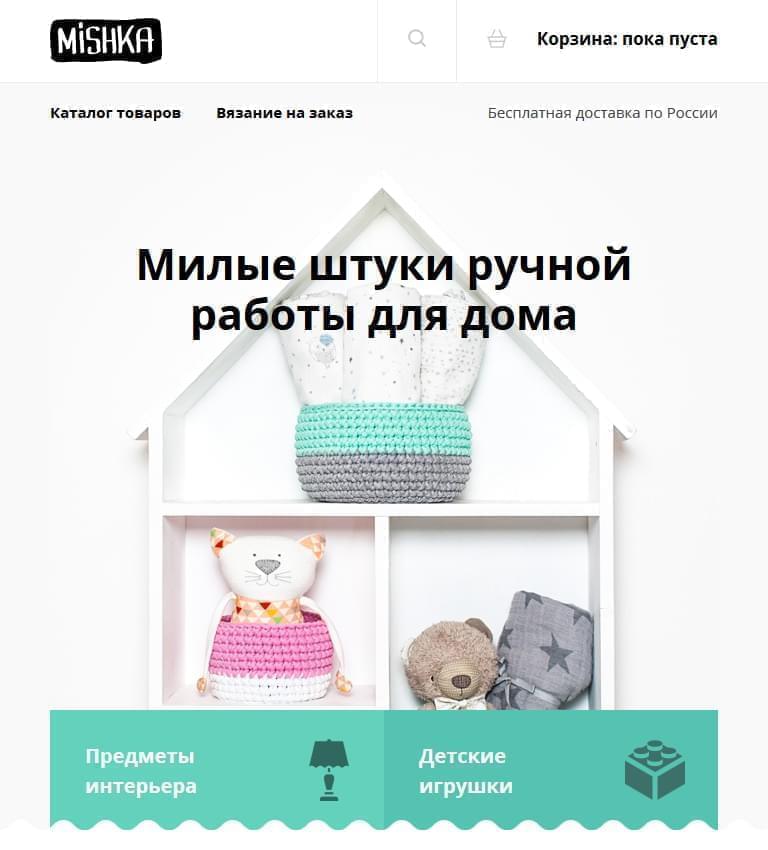 MiSHKA
Корзина: пока пуста
Каталог товаров
Вязание на заказ
Бесплатная доставка по России
Милые штуки ручной
работы для дома
Предметы
интерьера
Детские
игрушки